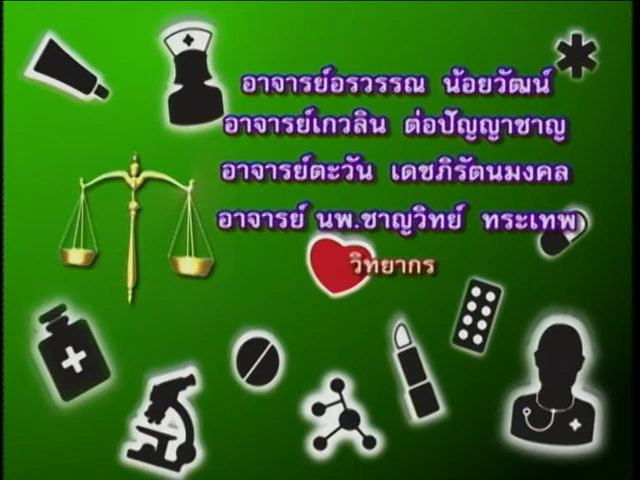 อาจารย์อรวรรณ น้อยวัฒน์
อาจารย์เกวลิน ต่อปัญญาชาญ
อาจารย์ตะวัน เดชภิรัตนมงคล
อาจารย์ นพ.ชาญวิทย์ ทระเทพ
วิทยากร